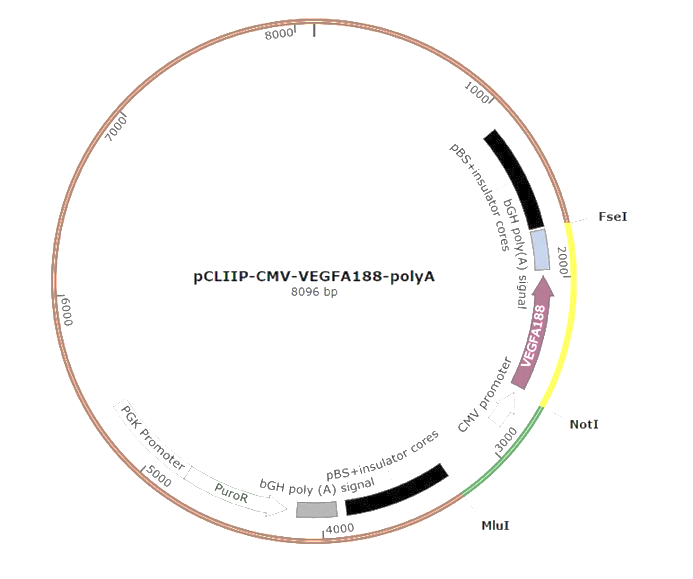 8000
1000
7000
pBS+insulator cores
FseI
bGH poly(A) signal
2000
pCLIIP-CMV-VEGFA188-polyA
8096 bp
6000
VEGFA188
CMV promoter
NotI
3000
PGK Promoter
pBS+insulator cores
5000
PuroR
bGH poly (A) signal
4000
MluI